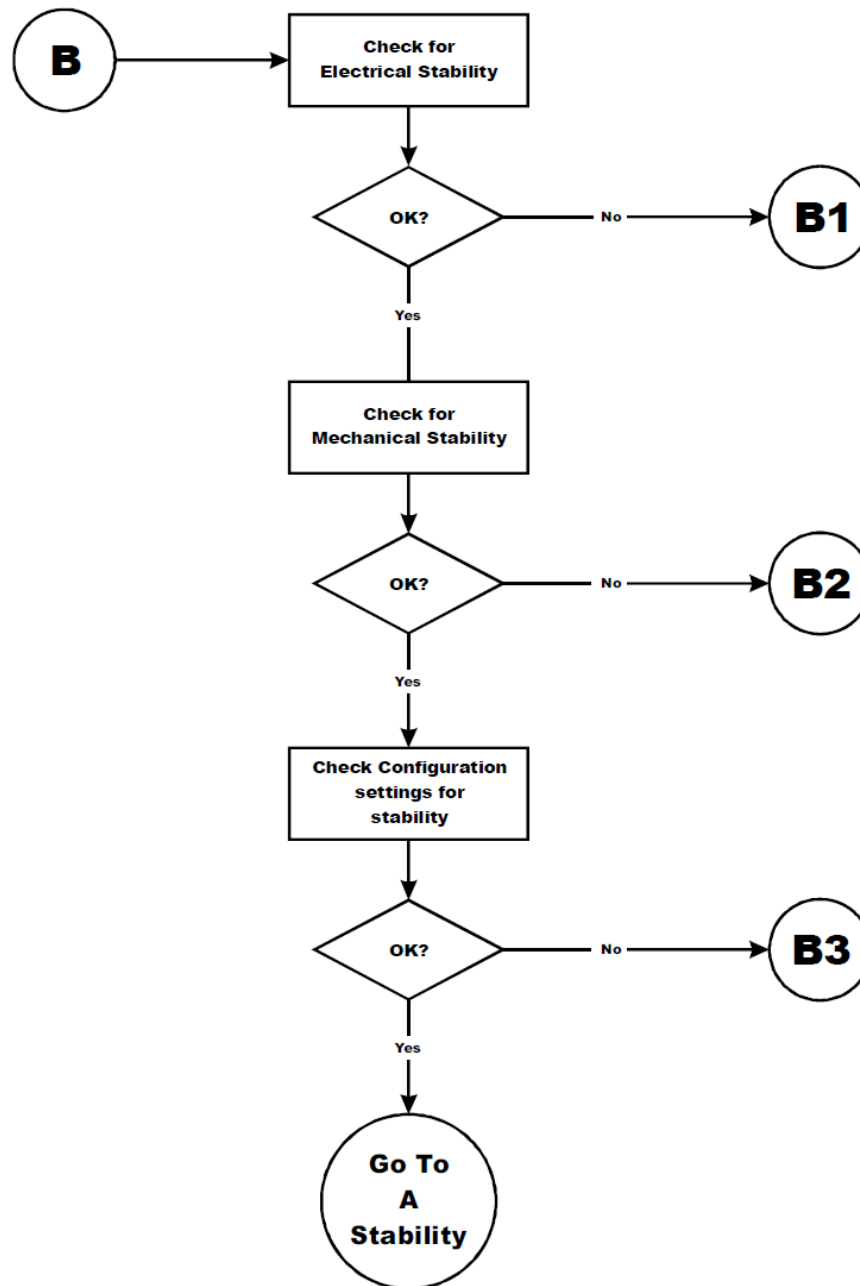 B
Check for
Electrical Stability
OK?
No
B1
Yes
Check for
Mechanical Stability
OK?
No
B2
Yes
Check Configuration
settings for
stability
OK?
No
B3
Yes
Go To
A
Stability